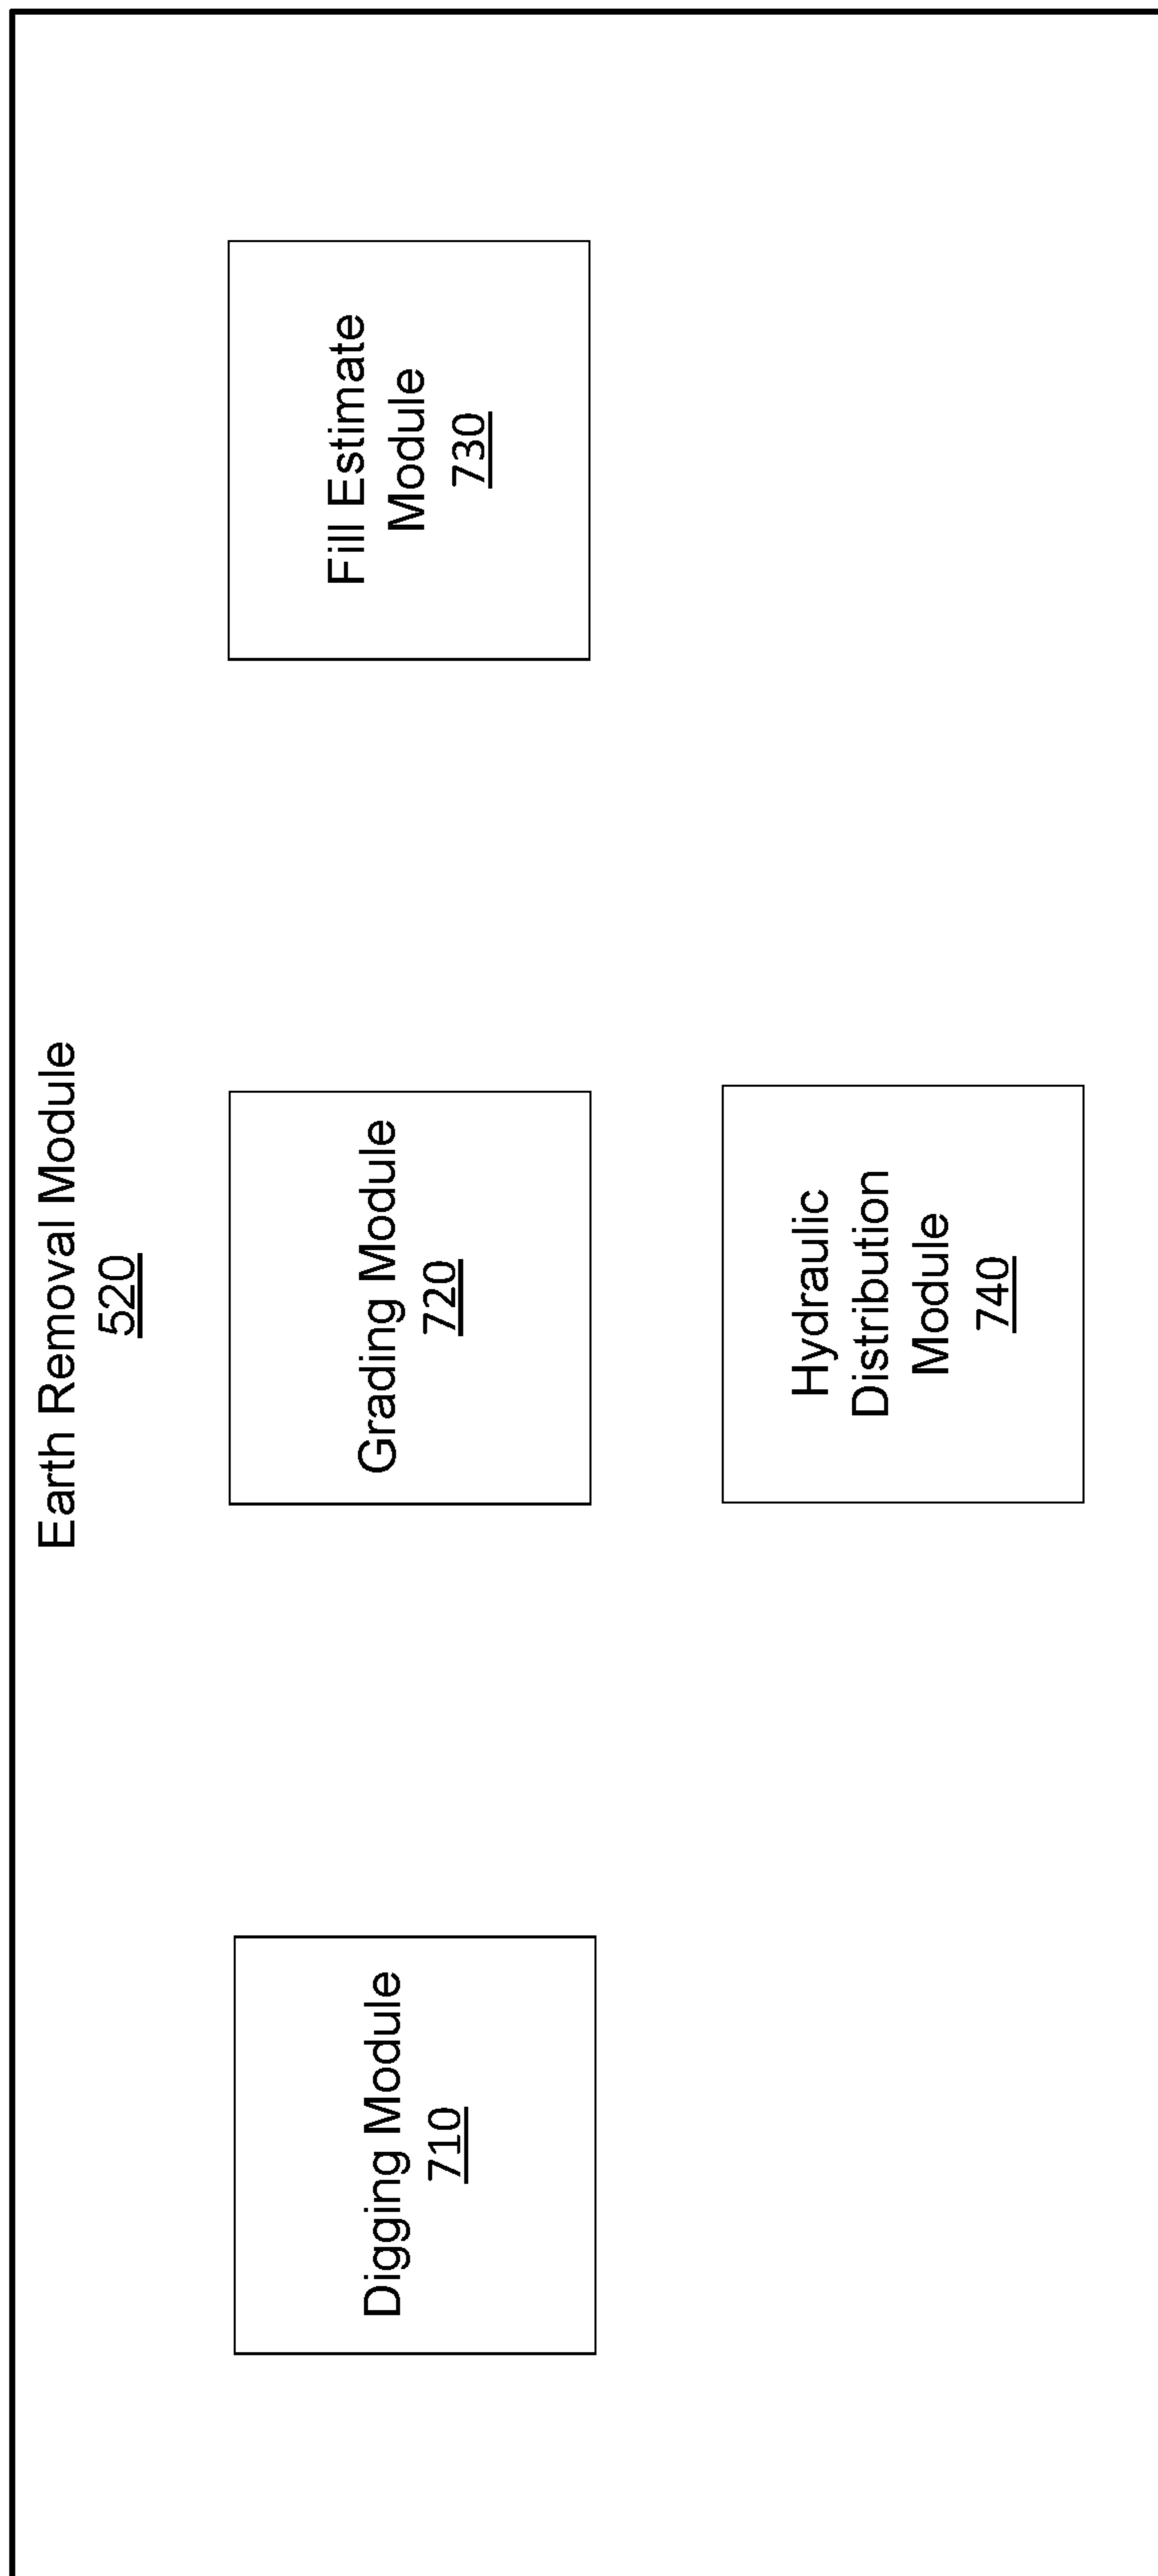 Earth Removal Module
520
Digging Module
710
Grading Module
720
Fill Estimate
Module
730
Hydraulic
Distribution
Module
740